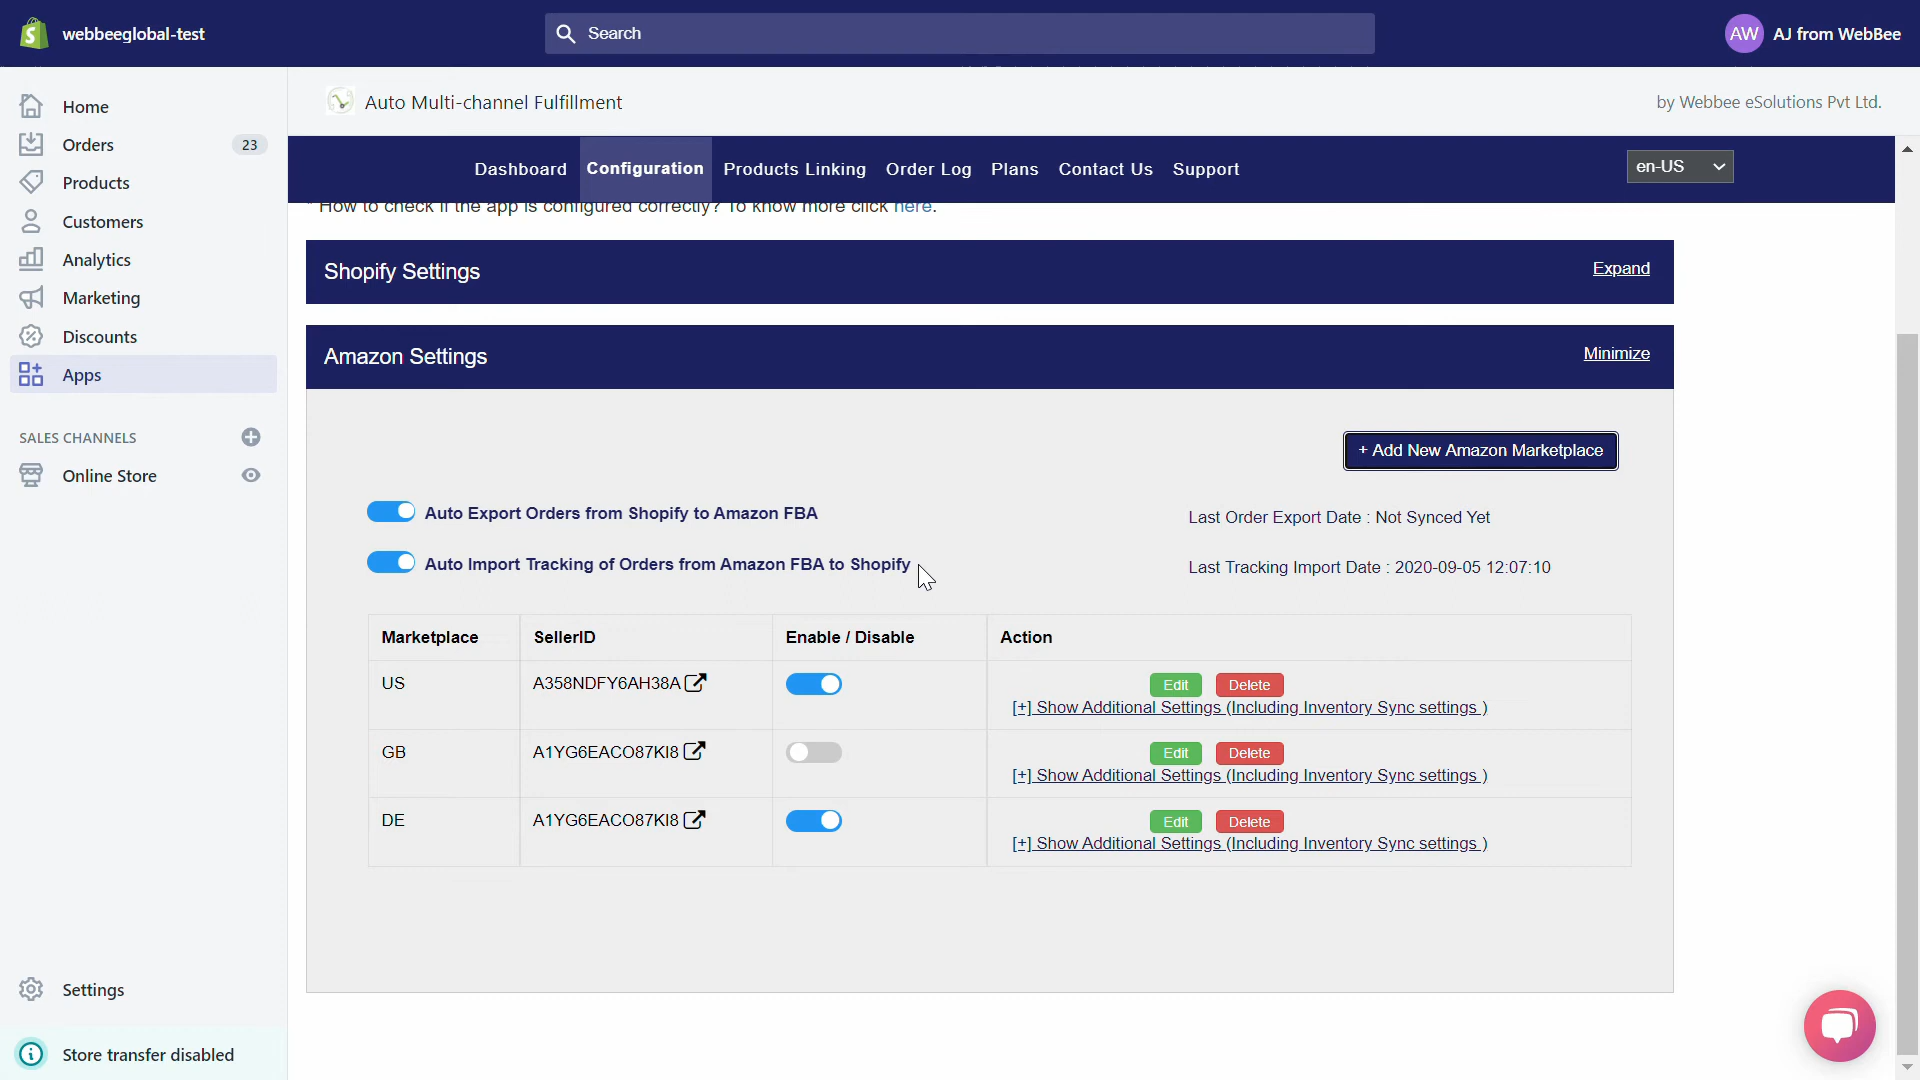 webbeeglobal-test
Search
AW AJ from WebBee
Home
Orders 23
Products
Customers
Analytics
Marketing
Discounts
Apps
SALES CHANNELS
Online Store
Settings
Store transfer disabled
Auto Multi-channel Fulfillment
by Webbee eSolutions Pvt Ltd.
Dashboard Configuration Products Linking Order Log Plans Contact Us Support en-US
* How to check if the app is configured correctly? To know more click here.
Shopify Settings Expand
Amazon Settings Minimize
+ Add New Amazon Marketplace
Auto Export Orders from Shopify to Amazon FBA Last Order Export Date : Not Synced Yet
Auto Import Tracking of Orders from Amazon FBA to Shopify Last Tracking Import Date : 2020-09-05 12:07:10
Marketplace SellerID Enable / Disable Action
US A358NDFY6AH38A Edit Delete
[+] Show Additional Settings (Including Inventory Sync settings )
GB A1YG6EACO87KI8 Edit Delete
[+] Show Additional Settings (Including Inventory Sync settings )
DE A1YG6EACO87KI8 Edit Delete
[+] Show Additional Settings (Including Inventory Sync settings )